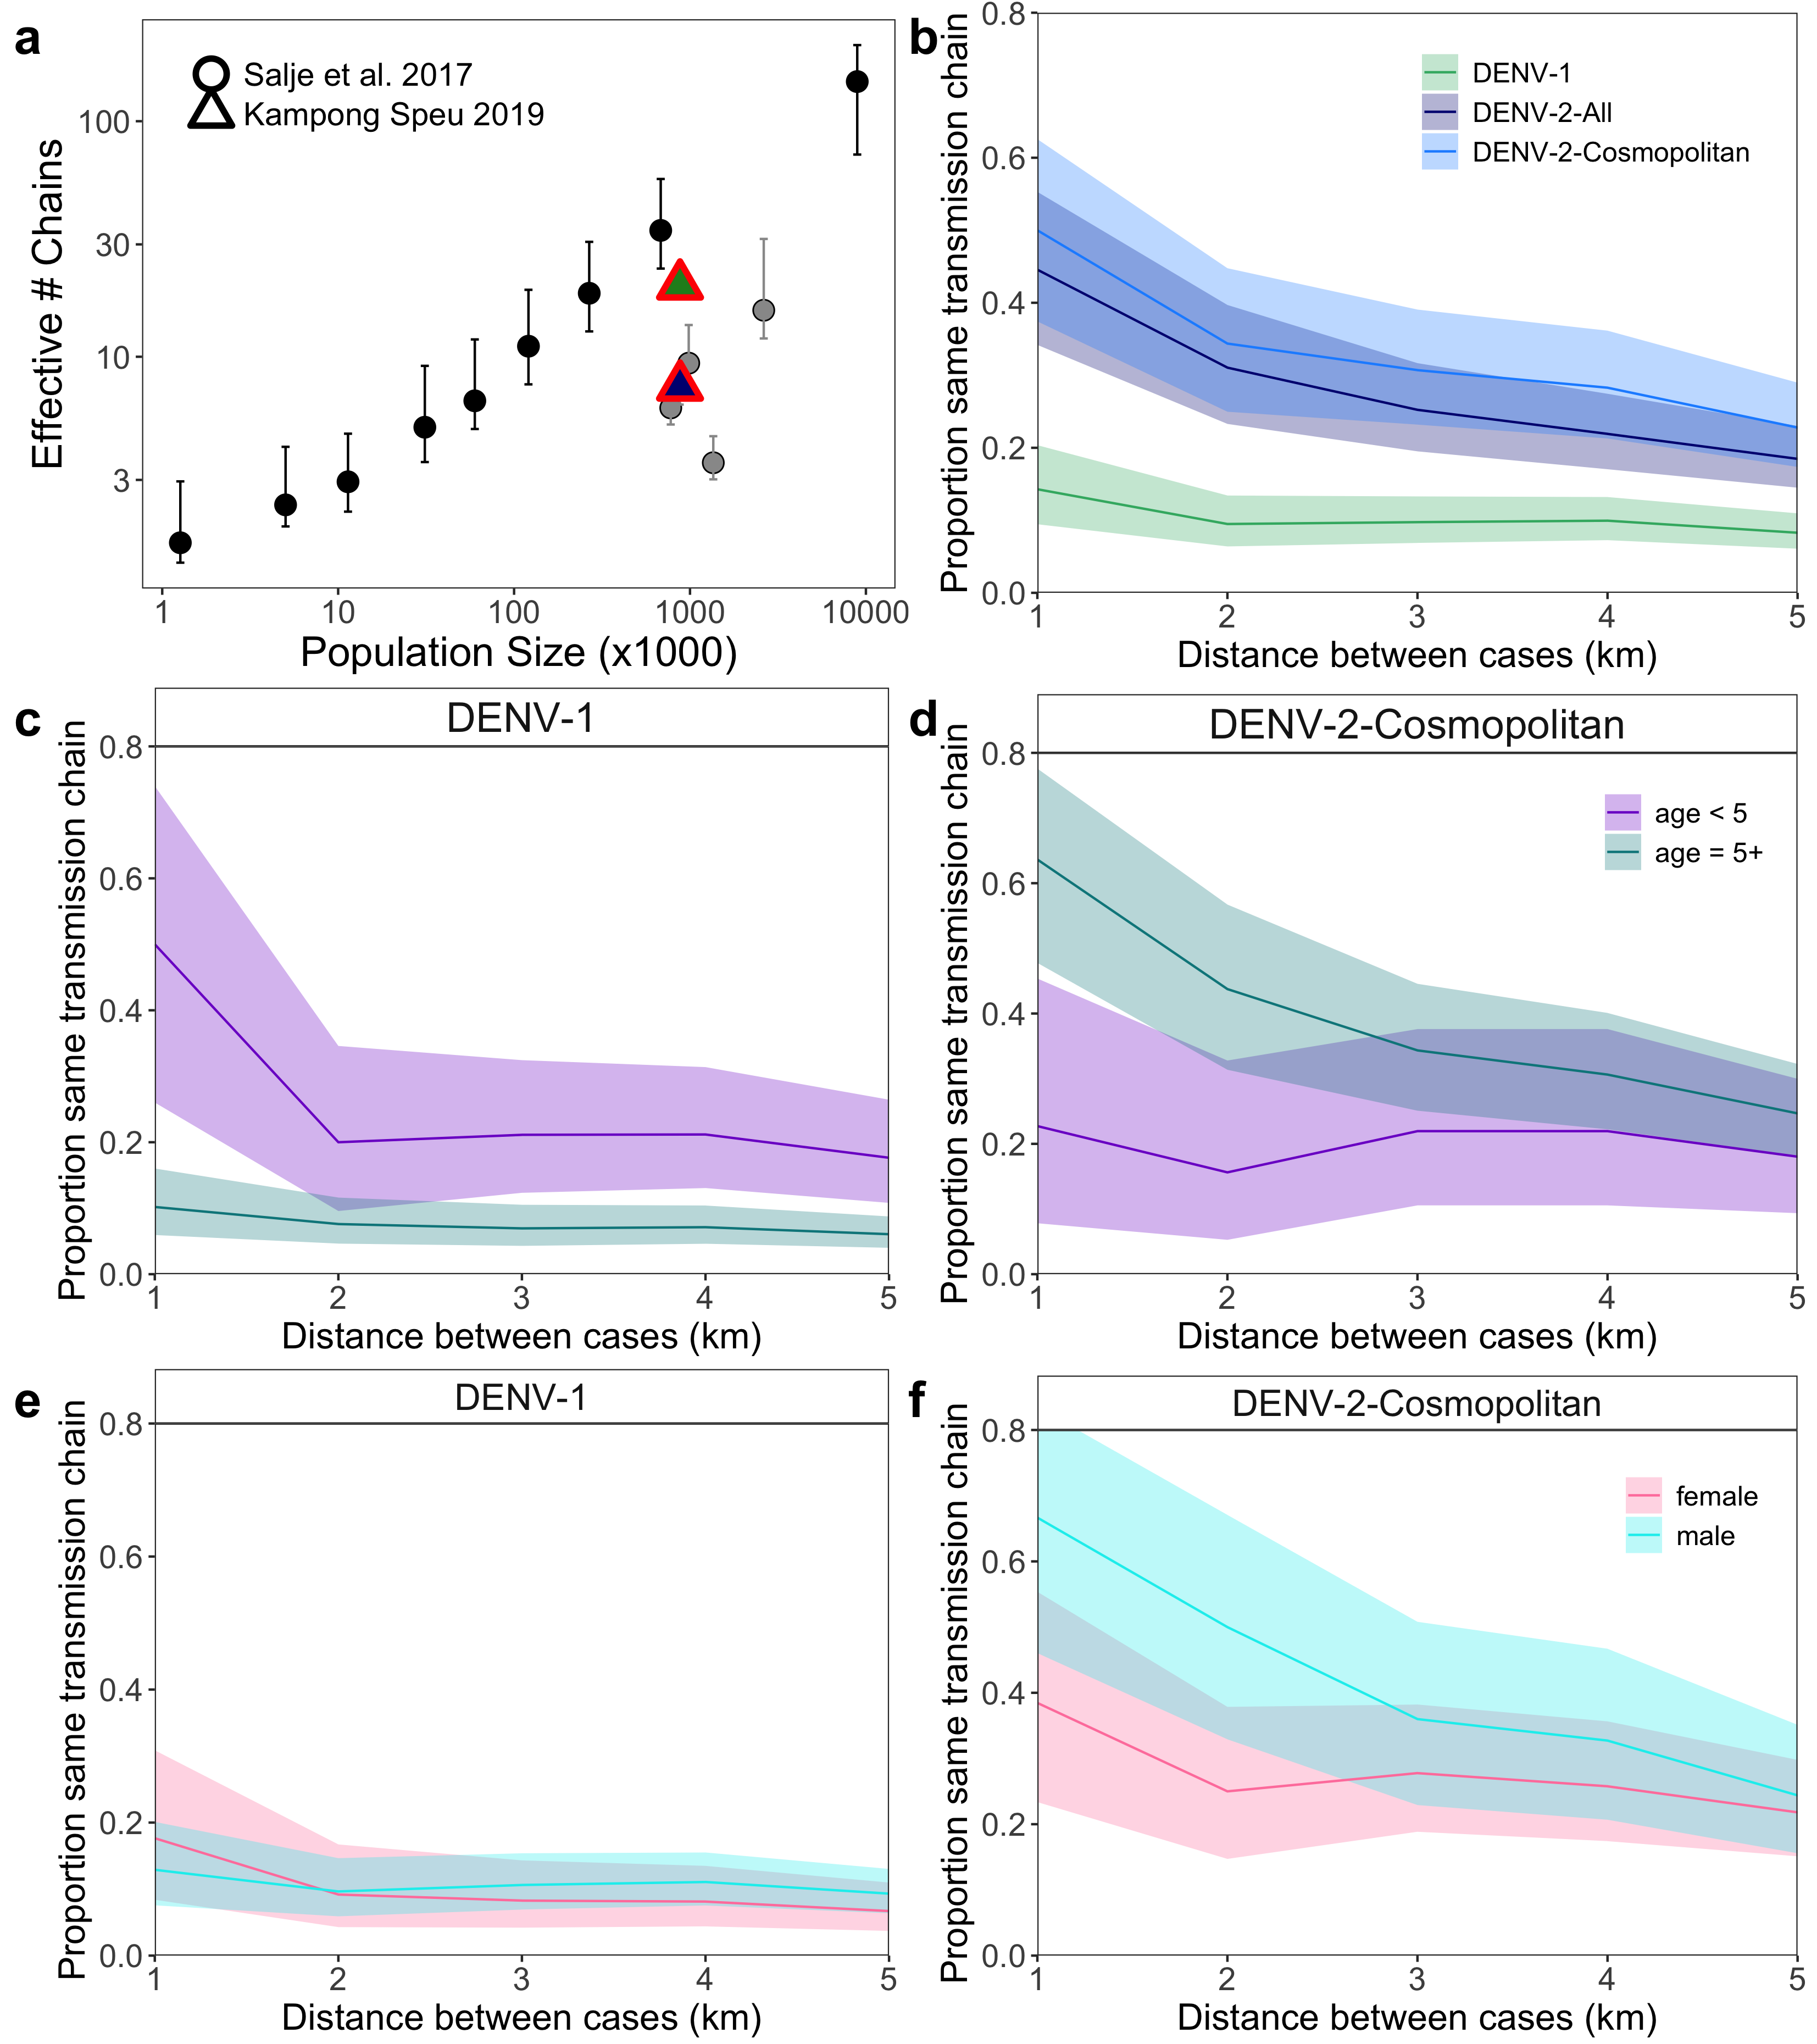 a
Salje et al. 2017
Kampong Speu 2019
Effective # Chains
100
30
10
3
1 10 100 1000 10000
Population Size (x1000)
b
DENV-1
DENV-2-All
DENV-2-Cosmopolitan
Proportion same transmission chain
0.8
0.6
0.4
0.2
0.0
1 2 3 4 5
Distance between cases (km)
c
DENV-1
Proportion same transmission chain
0.8
0.6
0.4
0.2
0.0
1 2 3 4 5
Distance between cases (km)
d
DENV-2-Cosmopolitan
age < 5
age = 5+
Proportion same transmission chain
0.8
0.6
0.4
0.2
0.0
1 2 3 4 5
Distance between cases (km)
e
DENV-1
Proportion same transmission chain
0.8
0.6
0.4
0.2
0.0
1 2 3 4 5
Distance between cases (km)
f
DENV-2-Cosmopolitan
female
male
Proportion same transmission chain
0.8
0.6
0.4
0.2
0.0
1 2 3 4 5
Distance between cases (km)